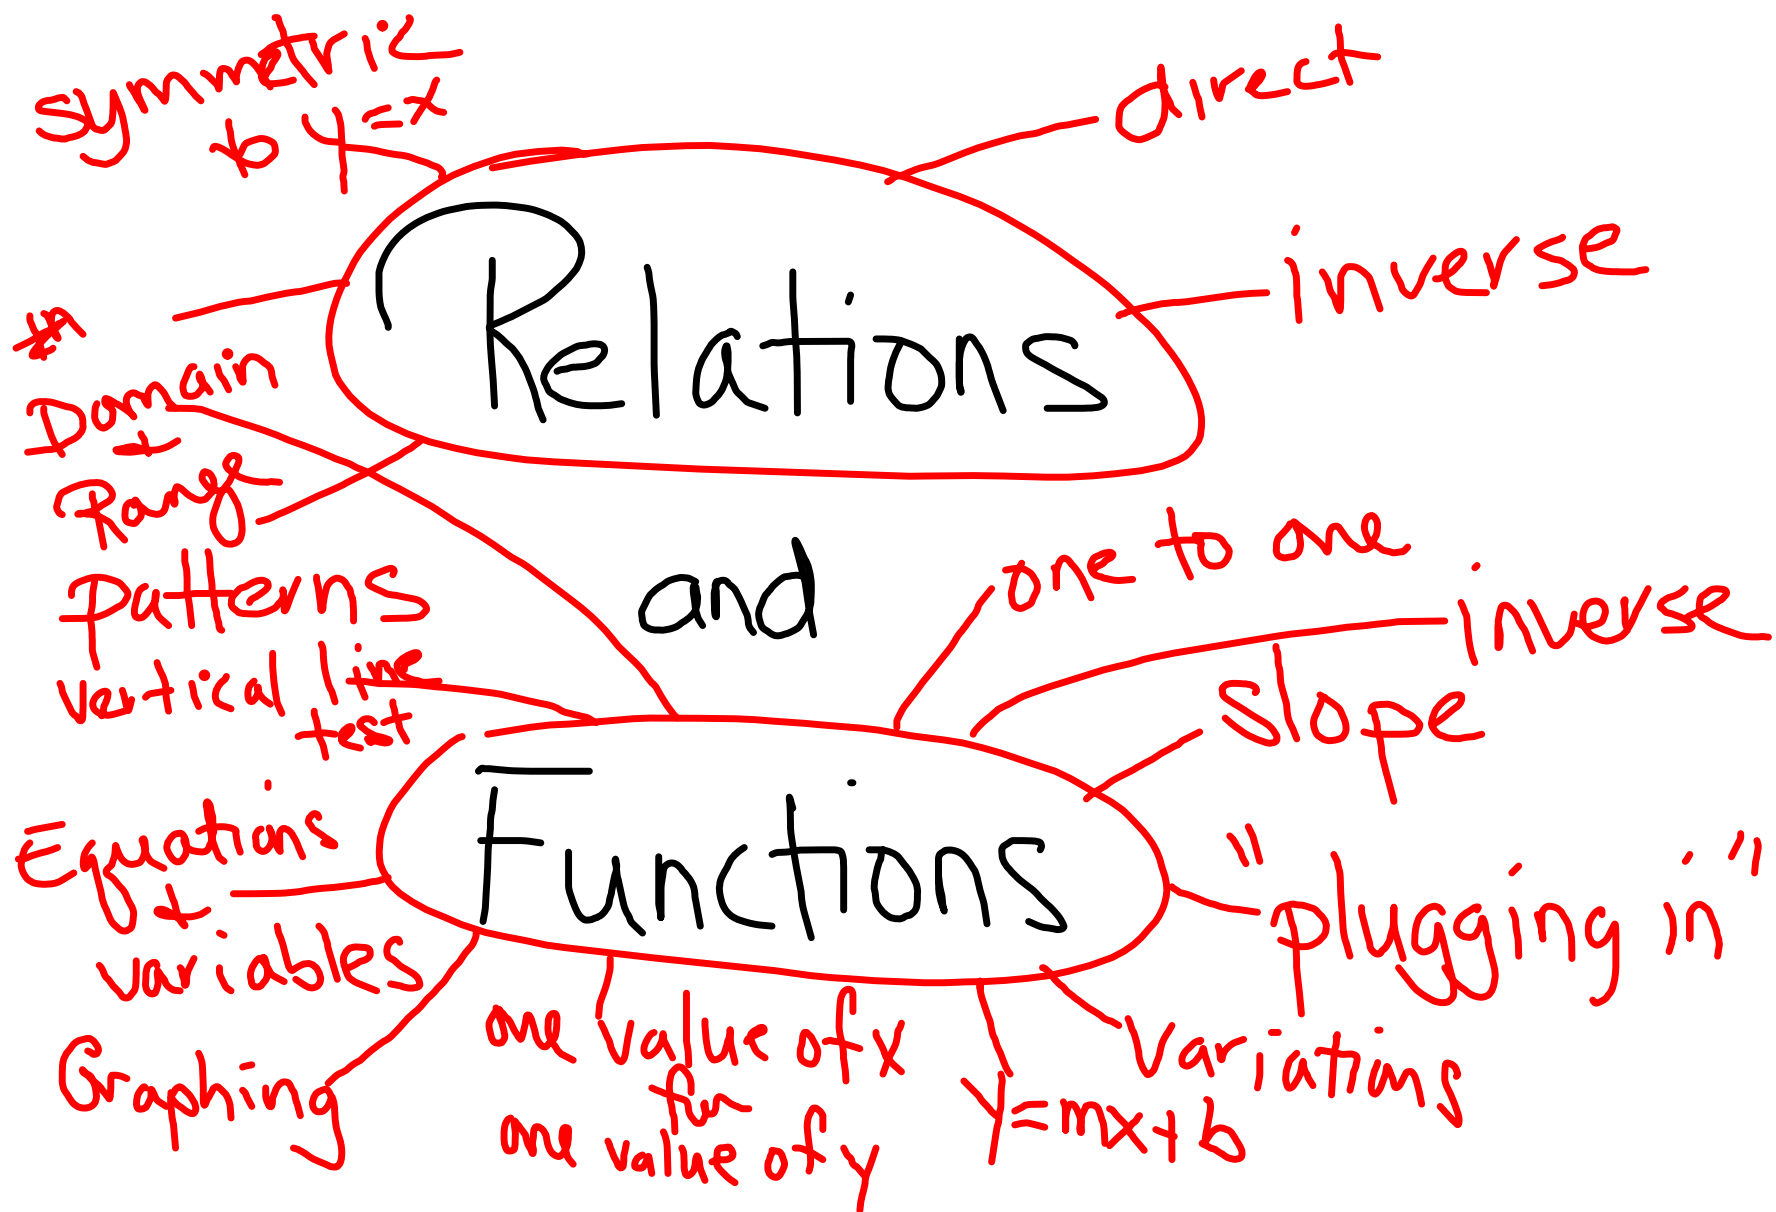 symmetric
to y=x
direct
inverse
Relations
#
Domain
+
Range
and
one to one
patterns
inverse
vertical line
test
slope
Functions
Equations
+
variables
"plugging in"
Graphing
one value of x
for
one value of y
y=mx+b
variations